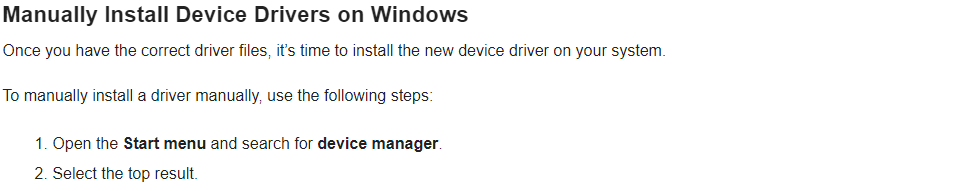 Manually Install Device Drivers on Windows
Once you have the correct driver files, it's time to install the new device driver on your system.
To manually install a driver manually, use the following steps:
1. Open the Start menu and search for device manager.
2. Select the top result.